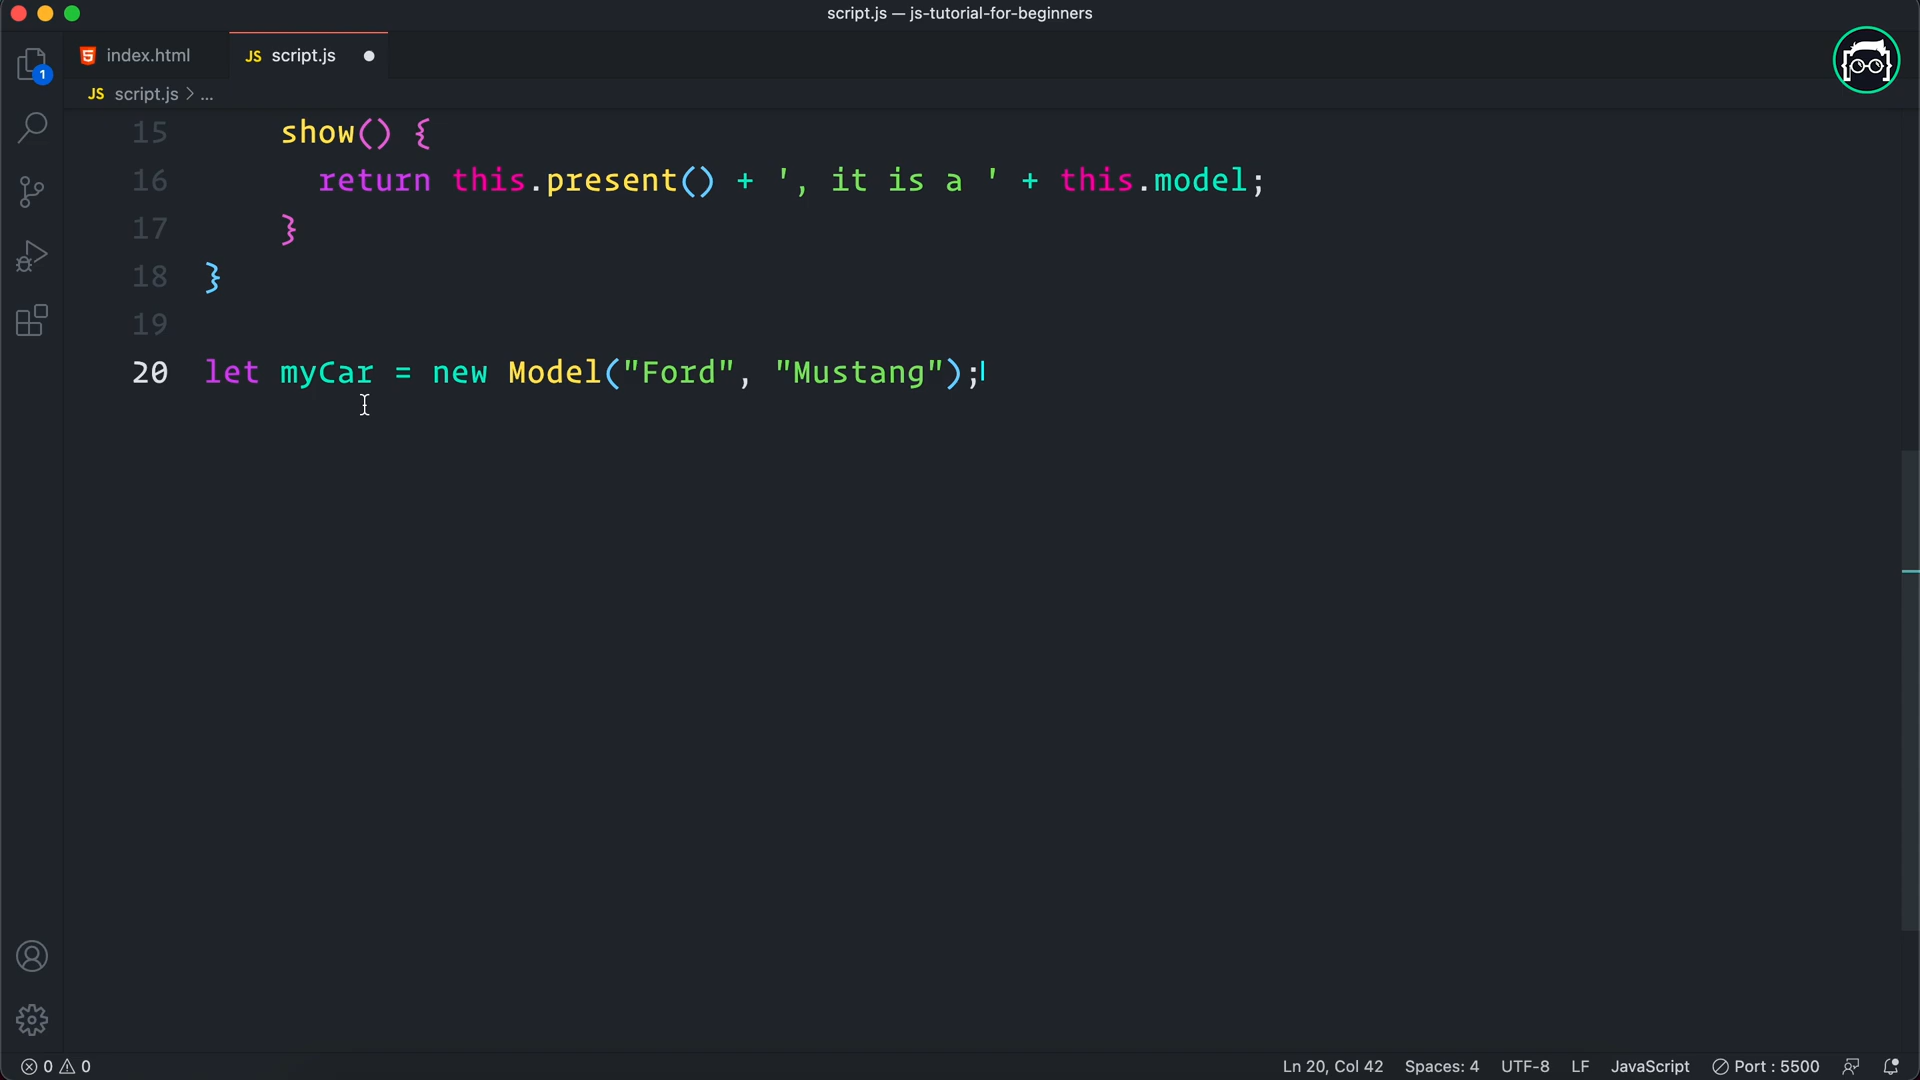 script.js — js-tutorial-for-beginners
index.html
JS script.js
JS script.js > ...
1
15 show() {
16 return this.present() + ', it is a ' + this.model;
17 }
18 }
19
20 let myCar = new Model("Ford", "Mustang");
0 0 Ln 20, Col 42 Spaces: 4 UTF-8 LF JavaScript Port : 5500